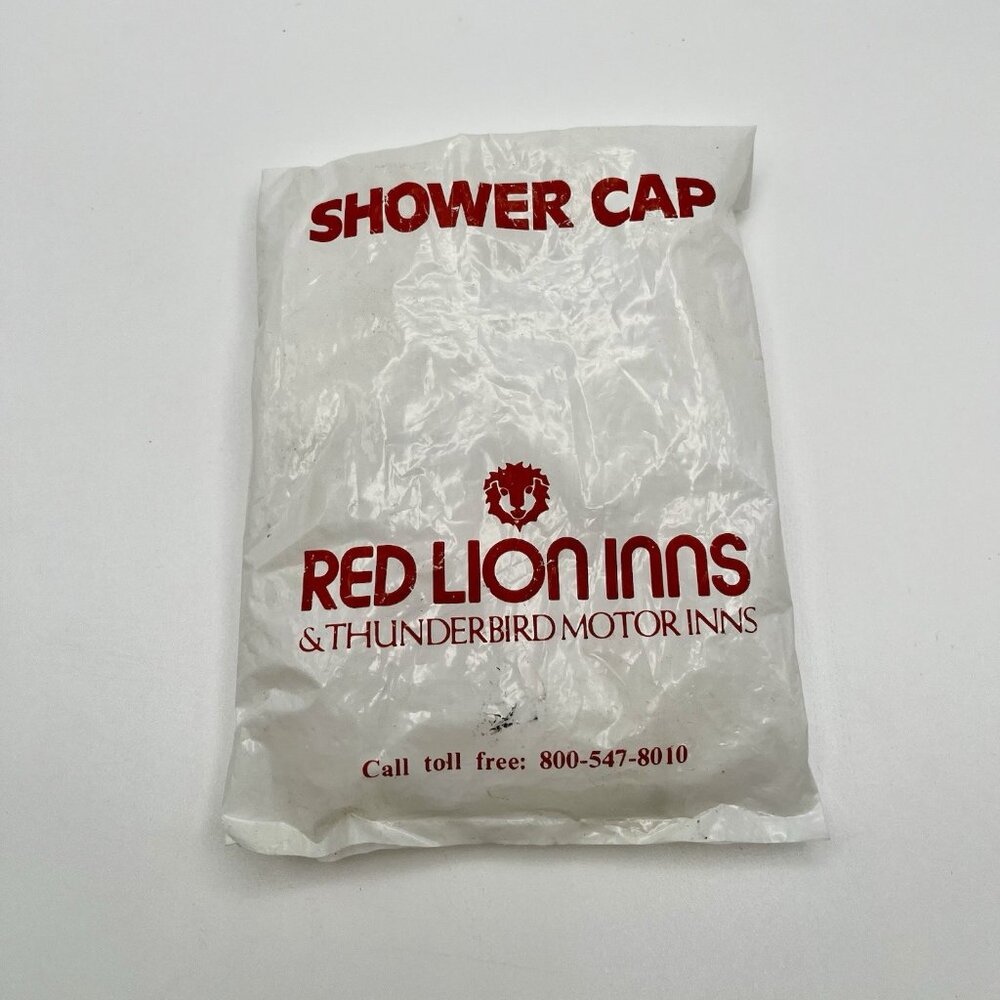 SHOWER CAP
RED LION INNS
& THUNDERBIRD MOTOR INNS
Call toll free: 800-547-8010